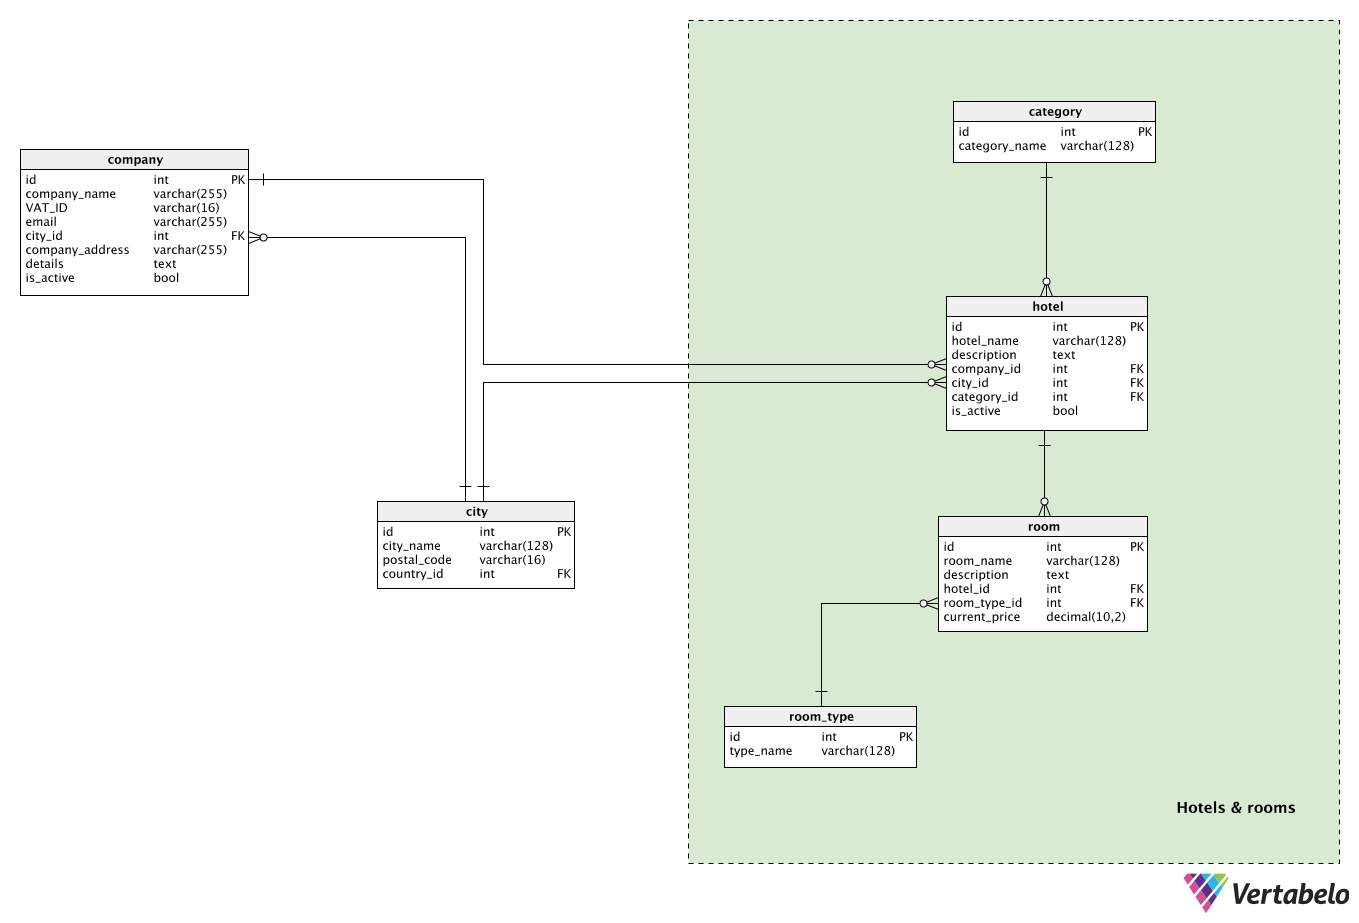 company
id int PK
company_name varchar(255)
VAT_ID varchar(16)
email varchar(255)
city_id int FK
company_address varchar(255)
details text
is_active bool
city
id int PK
city_name varchar(128)
postal_code varchar(16)
country_id int FK
category
id int PK
category_name varchar(128)
hotel
id int PK
hotel_name varchar(128)
description text
company_id int FK
city_id int FK
category_id int FK
is_active bool
room
id int PK
room_name varchar(128)
description text
hotel_id int FK
room_type_id int FK
current_price decimal(10,2)
room_type
id int PK
type_name varchar(128)
Hotels & rooms
Vertabelo